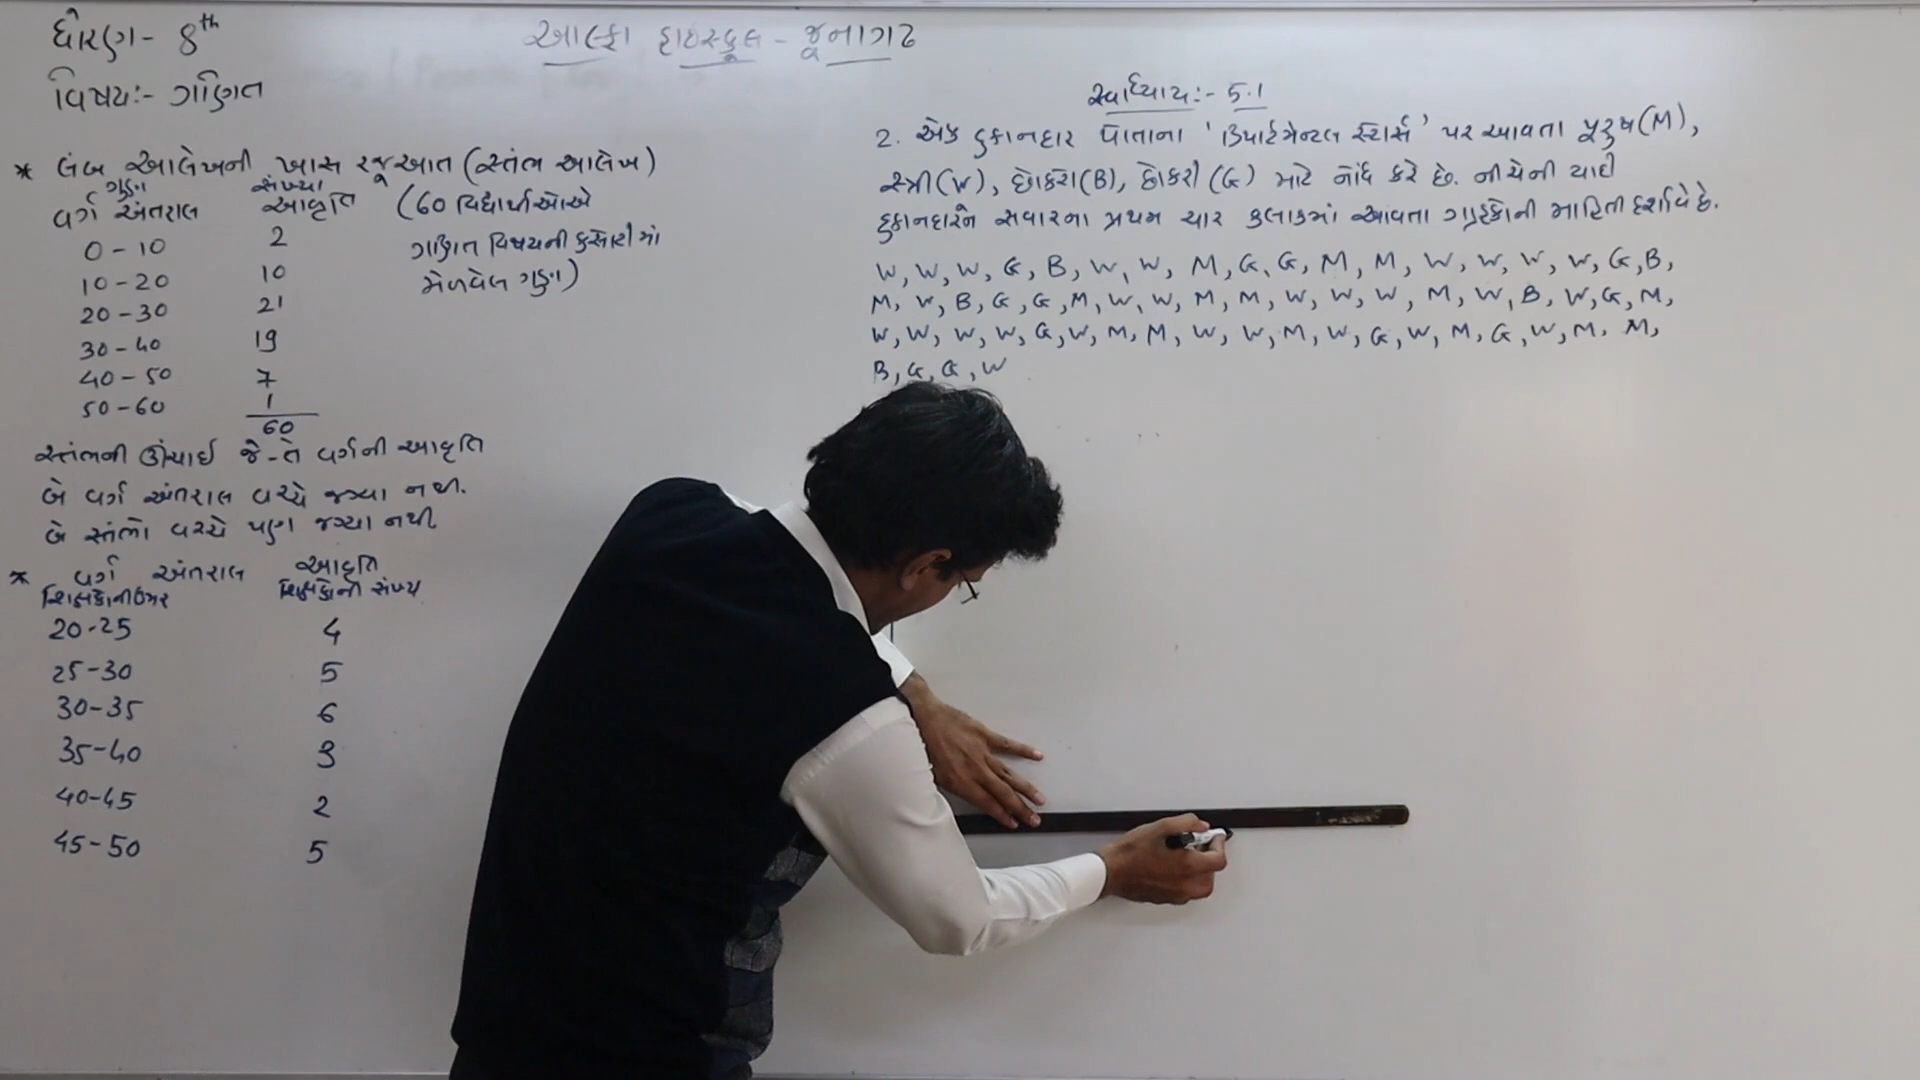 ધોરણ- 8th
વિષય:- ગણિત
આલ્ફા હાઇસ્કૂલ - જૂનાગઢ
* લંબ આલેખની ખાસ રજૂઆત (સ્તંભ આલેખ)
ગુણ સંખ્યા
વર્ગ અંતરાલ આવૃતિ (60 વિદ્યાર્થીઓએ
0-10 2 ગણિત વિષયની કસોટીમાં
10-20 10 મેળવેલ ગુણ)
20-30 21
30-40 19
40-50 7
50-60 1
60
સ્તંભની ઊંચાઈ જે-તે વર્ગની આવૃતિ
બે વર્ગ અંતરાલ વચ્ચે જગ્યા નથી.
બે સ્તંભો વચ્ચે પણ જગ્યા નથી
* વર્ગ અંતરાલ આવૃતિ
શિક્ષકોની ઉંમર શિક્ષકોની સંખ્યા
20-25 4
25-30 5
30-35 6
35-40 3
40-45 2
45-50 5
સ્વાધ્યાય:- 5.1
2. એક દુકાનદાર પોતાના 'ડિપાર્ટમેન્ટલ સ્ટોર્સ' પર આવતા પુરુષ(M),
સ્ત્રી(W), છોકરો(B), છોકરી(G) માટે નોંધ કરે છે. નીચેની યાદી
દુકાનદારને સવારના પ્રથમ ચાર કલાકમાં આવતા ગ્રાહકોની માહિતી દર્શાવે છે.
W, W, W, G, B, W, W, M, G, G, M, M, W, W, W, W, G, B,
M, W, B, G, G, M, W, W, M, M, W, W, W, M, W, B, W, G, M,
W, W, W, W, G, W, M, M, W, W, M, W, G, W, M, G, W, M, M,
B, G, G, W